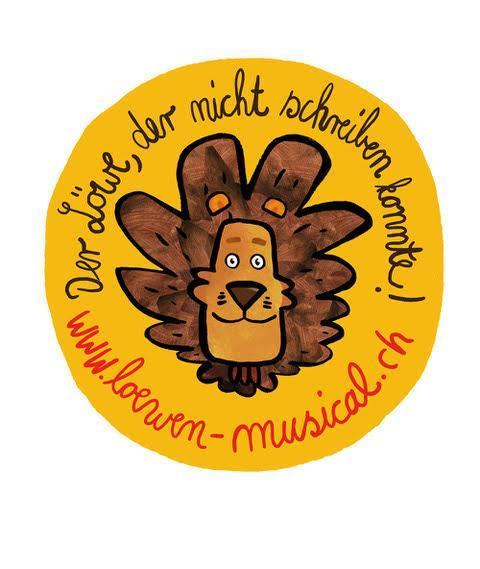 Der Löwe, der nicht schreiben konnte!
www.loewen-musical.ch